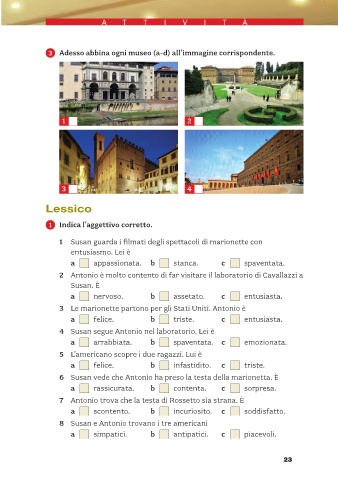 ATTIVITÀ
3 Adesso abbina ogni museo (a-d) all'immagine corrispondente.
1
2
3
4
Lessico
1 Indica l'aggettivo corretto.
1 Susan guarda i filmati degli spettacoli di marionette con
entusiasmo. Lei è
a appassionata. b stanca. c spaventata.
2 Antonio è molto contento di far visitare il laboratorio di Cavallazzi a
Susan. È
a nervoso. b assetato. c entusiasta.
3 Le marionette partono per gli Stati Uniti. Antonio è
a felice. b triste. c entusiasta.
4 Susan segue Antonio nel laboratorio. Lei è
a arrabbiata. b spaventata. c emozionata.
5 L'americano scopre i due ragazzi. Lui è
a felice. b infastidito. c triste.
6 Susan vede che Antonio ha preso la testa della marionetta. È
a rassicurata. b contenta. c sorpresa.
7 Antonio trova che la testa di Rossetto sia strana. È
a scontento. b incuriosito. c soddisfatto.
8 Susan e Antonio trovano i tre americani
a simpatici. b antipatici. c piacevoli.
23